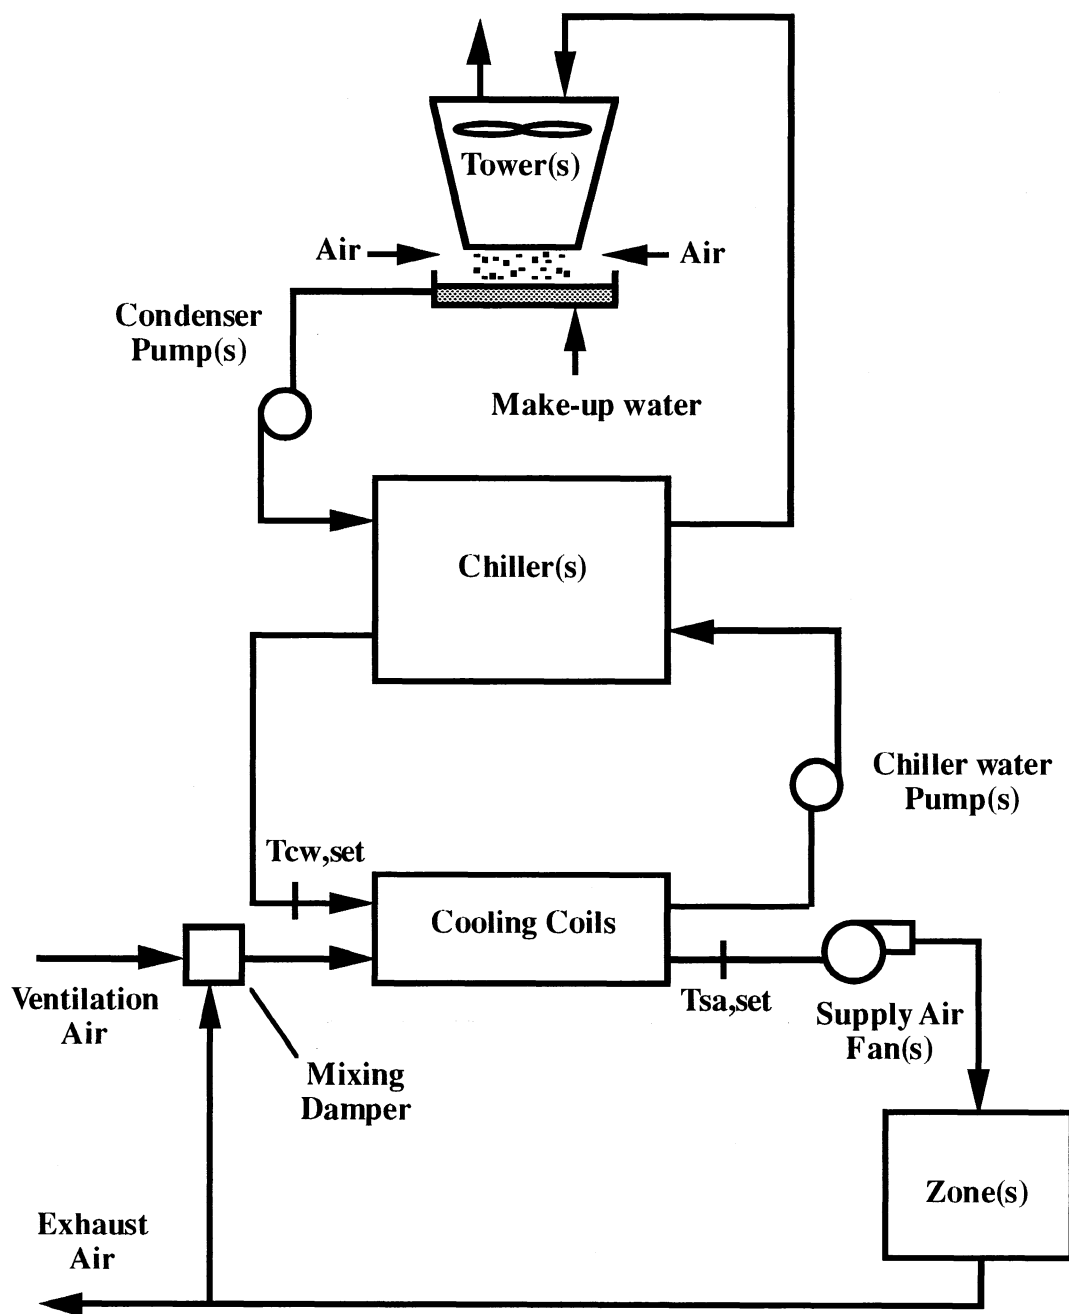 Tower(s)
Air
Air
Condenser
Pump(s)
Make-up water
Chiller(s)
Chiller water
Pump(s)
Tcw,set
Cooling Coils
Tsa,set
Ventilation
Air
Supply Air
Fan(s)
Mixing
Damper
Zone(s)
Exhaust
Air